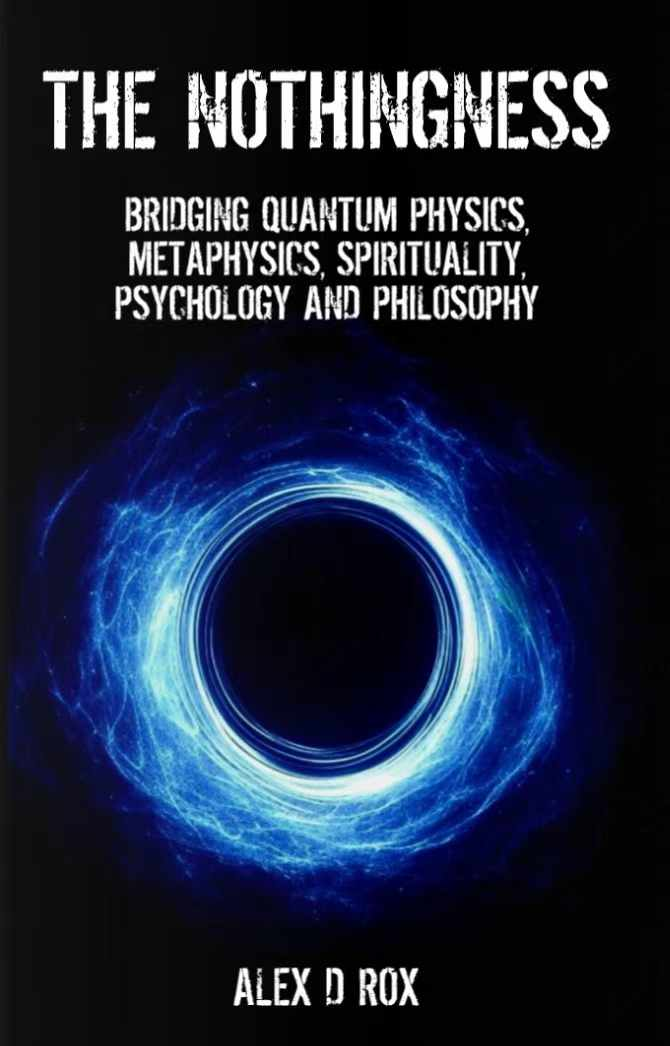 THE NOTHINGNESS
BRIDGING QUANTUM PHYSICS,
METAPHYSICS, SPIRITUALITY,
PSYCHOLOGY AND PHILOSOPHY
ALEX D ROX